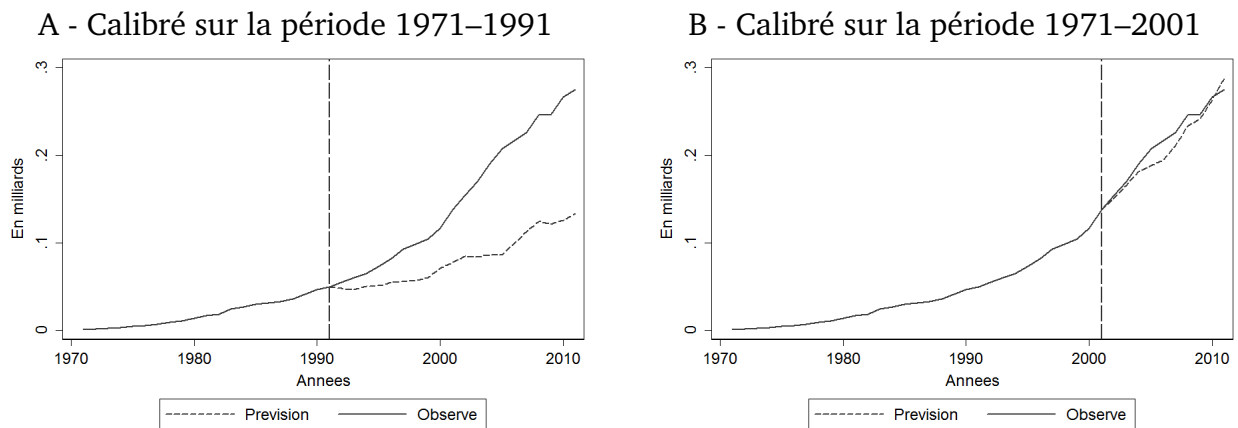 A - Calibré sur la période 1971–1991
.3
.2
.1
0
En milliards
1970 1980 1990 2000 2010
Annees
Prevision Observe
B - Calibré sur la période 1971–2001
.3
.2
.1
0
En milliards
1970 1980 1990 2000 2010
Annees
Prevision Observe